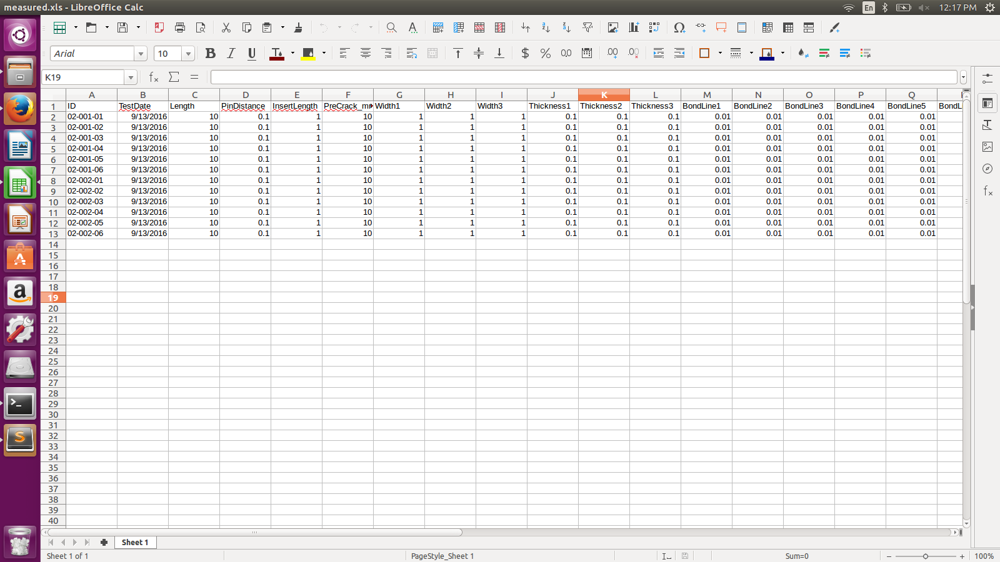 measured.xls - LibreOffice Calc
En 12:17 PM
Arial 10
K19
A B C D E F G H I J K L M N O P Q
1 ID TestDate Length PinDistance InsertLength PreCrack_m Width1 Width2 Width3 Thickness1 Thickness2 Thickness3 BondLine1 BondLine2 BondLine3 BondLine4 BondLine5 BondL
2 02-001-01 9/13/2016 10 0.1 1 10 1 1 1 0.1 0.1 0.1 0.01 0.01 0.01 0.01 0.01
3 02-001-02 9/13/2016 10 0.1 1 10 1 1 1 0.1 0.1 0.1 0.01 0.01 0.01 0.01 0.01
4 02-001-03 9/13/2016 10 0.1 1 10 1 1 1 0.1 0.1 0.1 0.01 0.01 0.01 0.01 0.01
5 02-001-04 9/13/2016 10 0.1 1 10 1 1 1 0.1 0.1 0.1 0.01 0.01 0.01 0.01 0.01
6 02-001-05 9/13/2016 10 0.1 1 10 1 1 1 0.1 0.1 0.1 0.01 0.01 0.01 0.01 0.01
7 02-001-06 9/13/2016 10 0.1 1 10 1 1 1 0.1 0.1 0.1 0.01 0.01 0.01 0.01 0.01
8 02-002-01 9/13/2016 10 0.1 1 10 1 1 1 0.1 0.1 0.1 0.01 0.01 0.01 0.01 0.01
9 02-002-02 9/13/2016 10 0.1 1 10 1 1 1 0.1 0.1 0.1 0.01 0.01 0.01 0.01 0.01
10 02-002-03 9/13/2016 10 0.1 1 10 1 1 1 0.1 0.1 0.1 0.01 0.01 0.01 0.01 0.01
11 02-002-04 9/13/2016 10 0.1 1 10 1 1 1 0.1 0.1 0.1 0.01 0.01 0.01 0.01 0.01
12 02-002-05 9/13/2016 10 0.1 1 10 1 1 1 0.1 0.1 0.1 0.01 0.01 0.01 0.01 0.01
13 02-002-06 9/13/2016 10 0.1 1 10 1 1 1 0.1 0.1 0.1 0.01 0.01 0.01 0.01 0.01
14
15
16
17
18
19
20
21
22
23
24
25
26
27
28
29
30
31
32
33
34
35
36
37
38
39
40
Sheet 1
Sheet 1 of 1 PageStyle_Sheet 1 Sum=0 100%